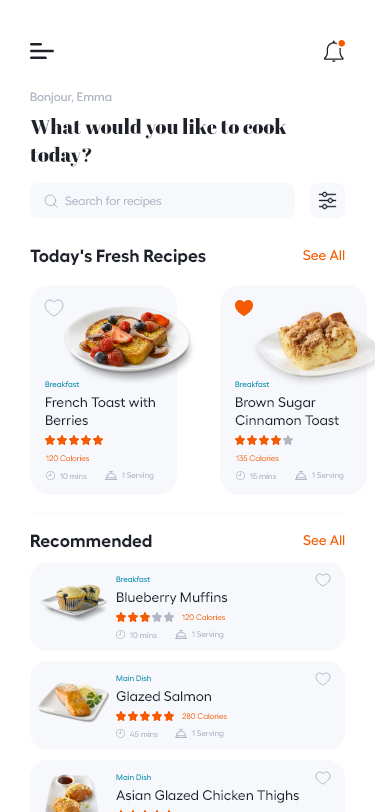 Bonjour, Emma
What would you like to cook
today?
Search for recipes
Today's Fresh Recipes
See All
Breakfast
French Toast with
Berries
120 Calories
10 mins
1 Serving
Breakfast
Brown Sugar
Cinnamon Toast
135 Calories
15 mins
1 Serving
Recommended
See All
Breakfast
Blueberry Muffins
120 Calories
10 mins
1 Serving
Main Dish
Glazed Salmon
280 Calories
45 mins
1 Serving
Main Dish
Asian Glazed Chicken Thighs